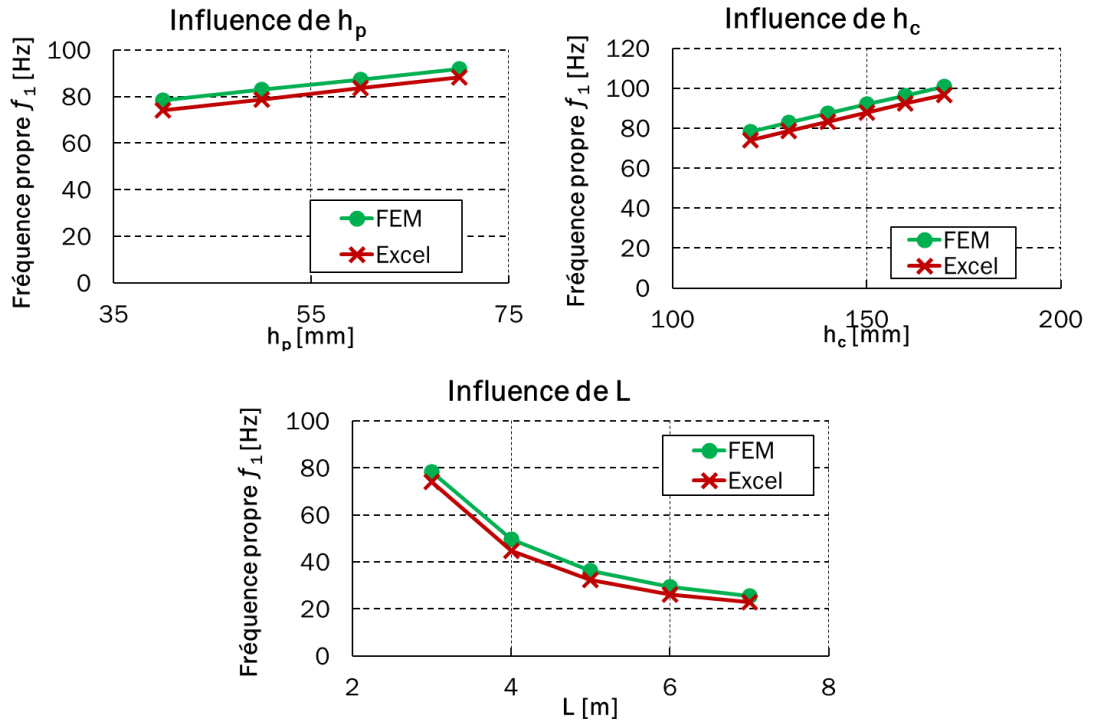 Influence de hp
Fréquence propre f1 [Hz]
100
80
60
40
20
0
FEM
Excel
35
55
75
hp [mm]
Influence de hc
Fréquence propre f1 [Hz]
120
100
80
60
40
20
0
FEM
Excel
100
150
200
hc [mm]
Influence de L
Fréquence propre f1 [Hz]
100
80
60
40
20
0
FEM
Excel
2
4
6
8
L [m]